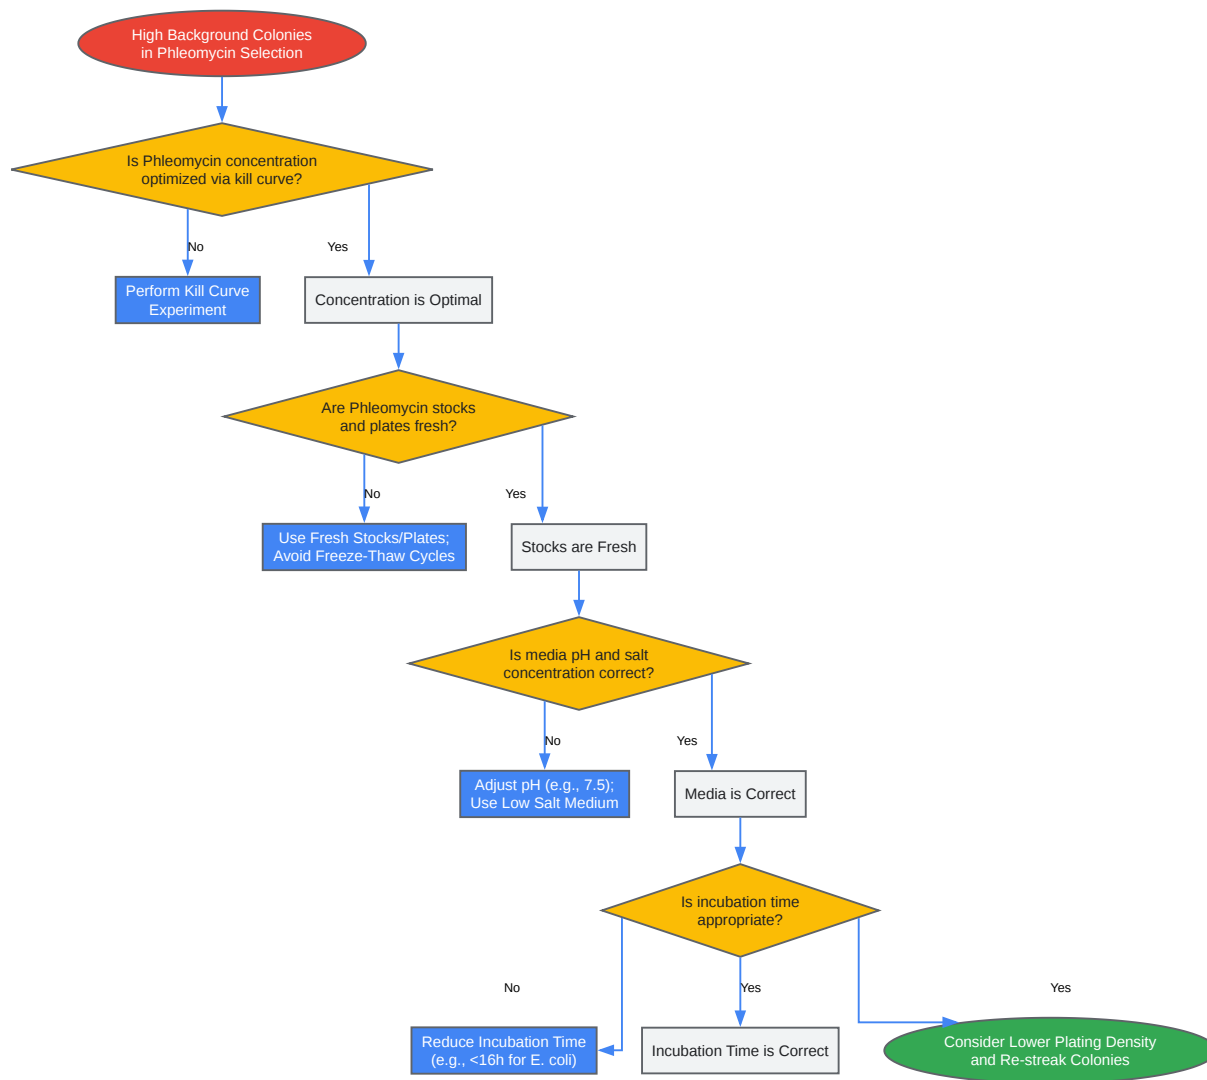 High Background Colonies
in Phleomycin Selection
Is Phleomycin concentration
optimized via kill curve?
No
Yes
Perform Kill Curve
Experiment
Concentration is Optimal
Are Phleomycin stocks
and plates fresh?
No
Yes
Use Fresh Stocks/Plates;
Avoid Freeze-Thaw Cycles
Stocks are Fresh
Is media pH and salt
concentration correct?
No
Yes
Adjust pH (e.g., 7.5);
Use Low Salt Medium
Media is Correct
Is incubation time
appropriate?
No
Yes
Yes
Reduce Incubation Time
(e.g., <16h for E. coli)
Incubation Time is Correct
Consider Lower Plating Density
and Re-streak Colonies